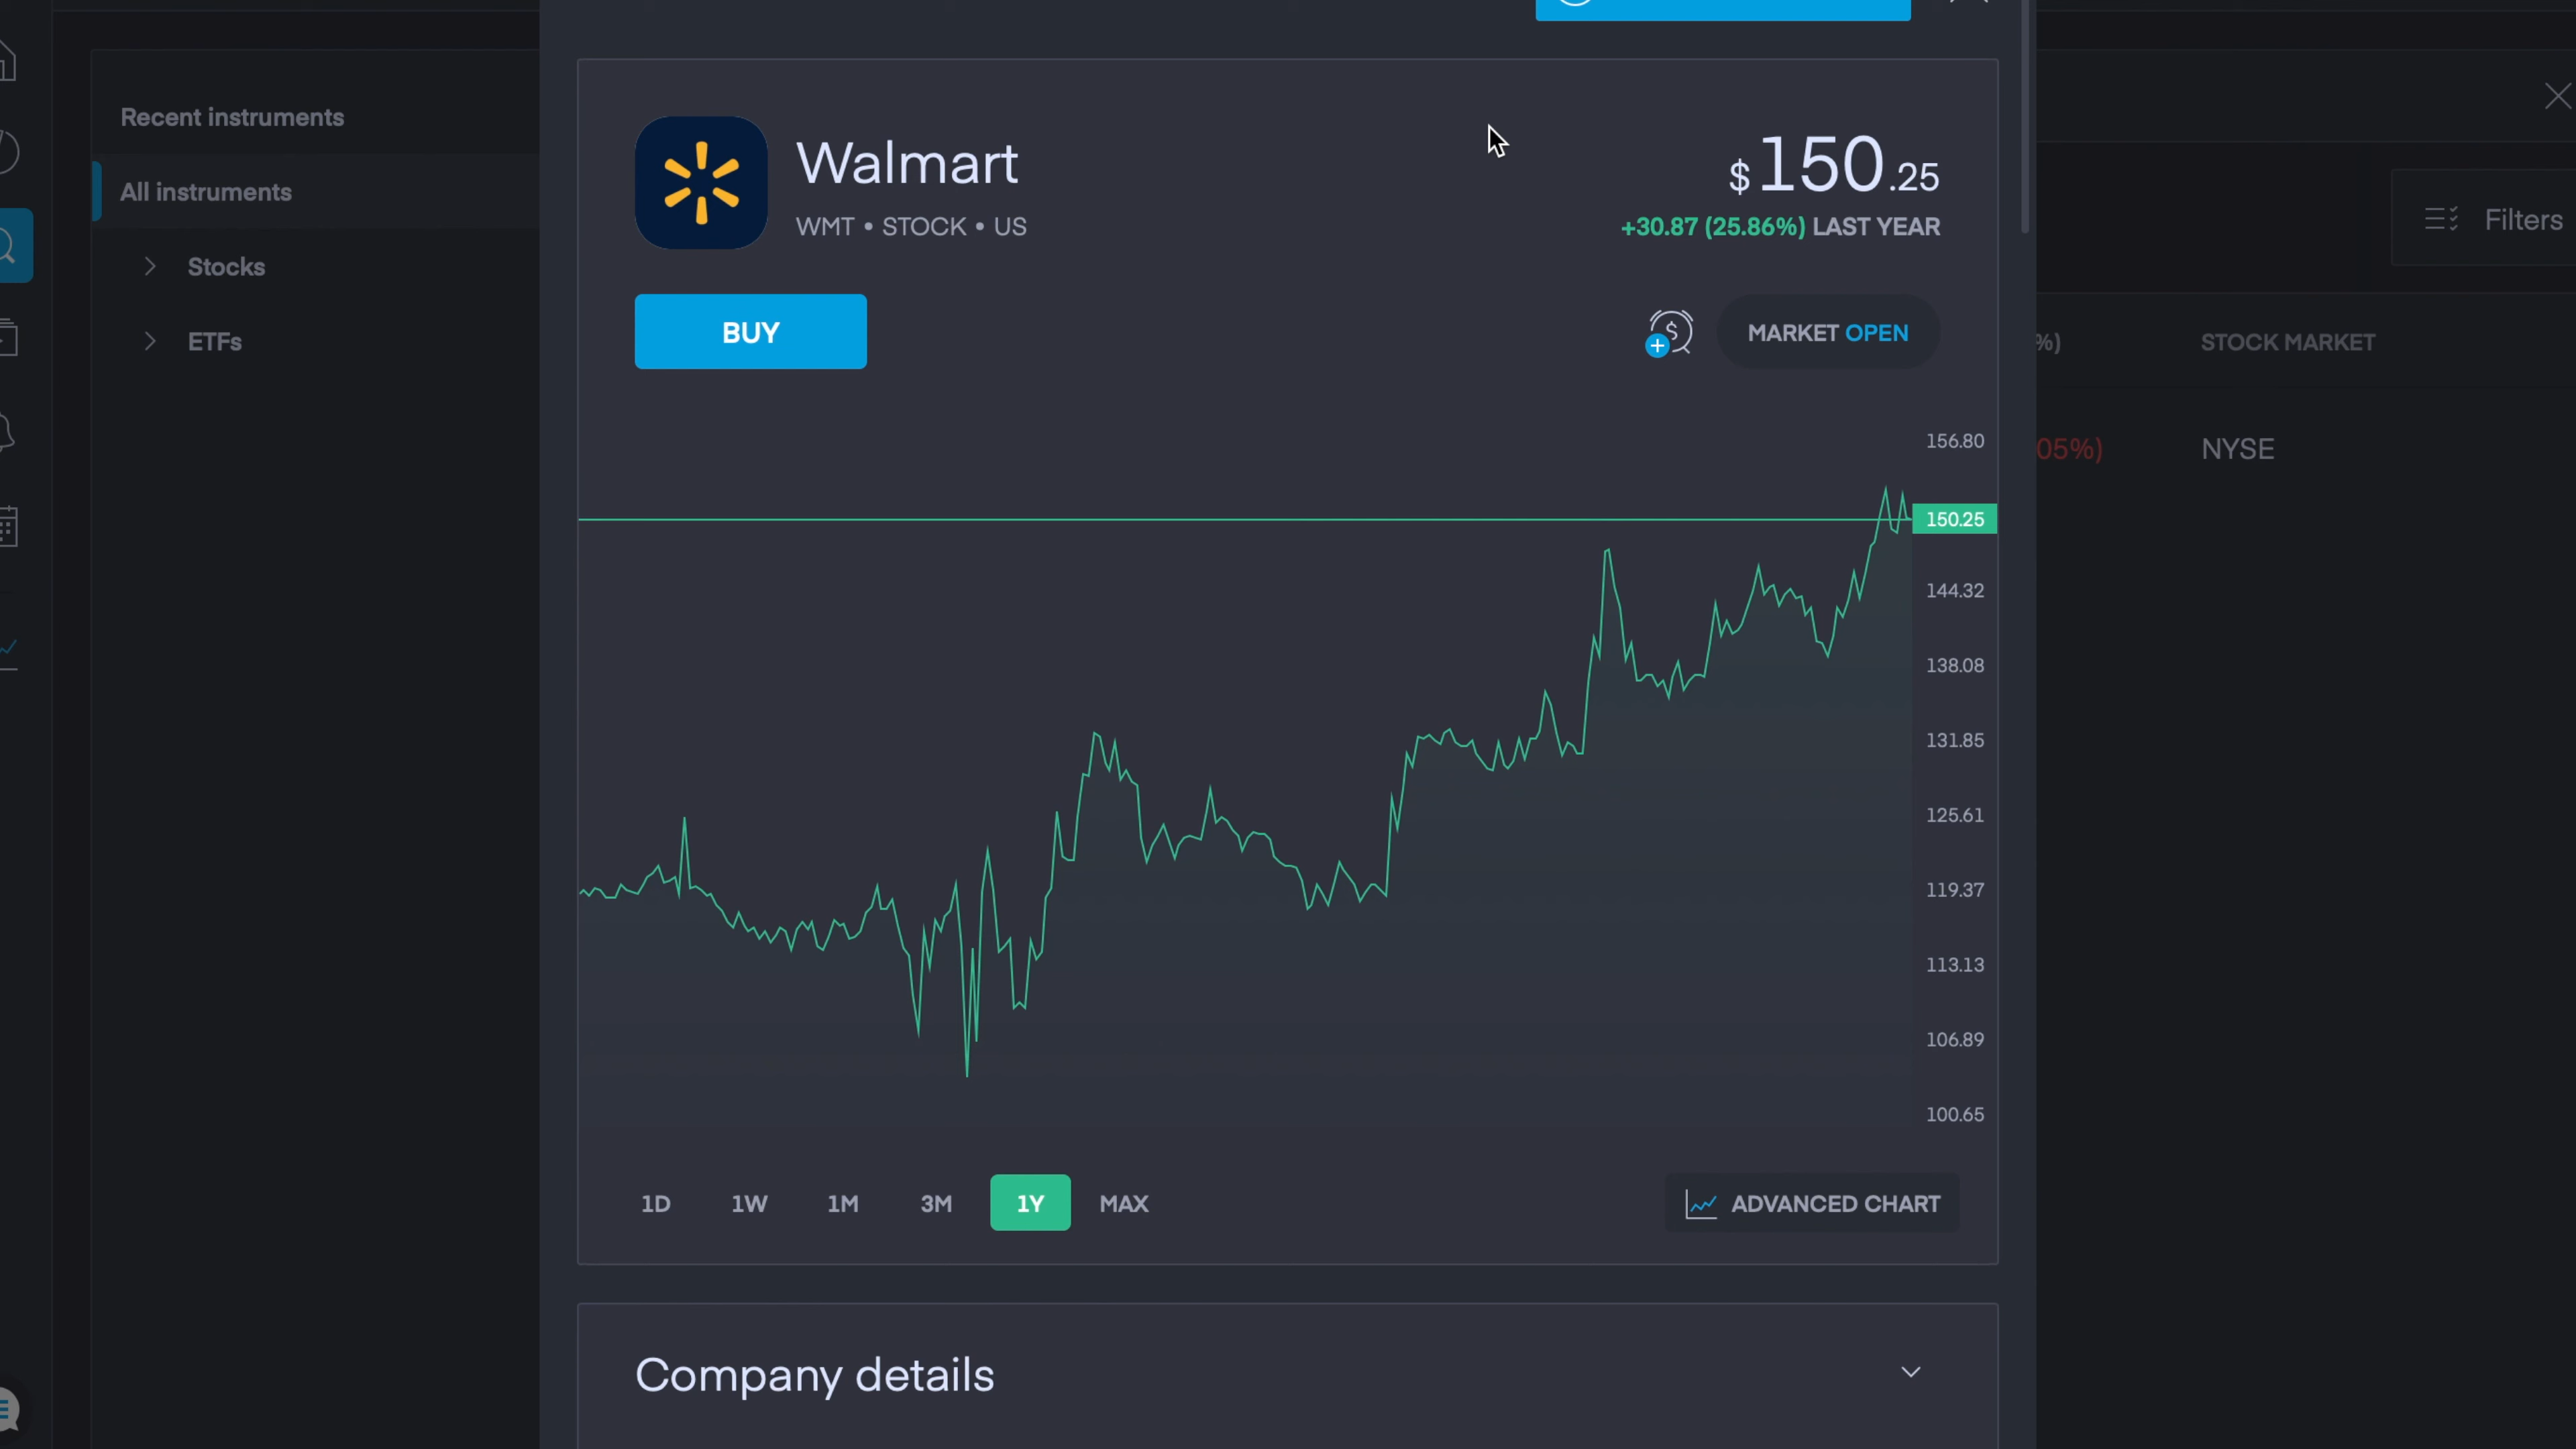 Recent instruments
All instruments
Stocks
ETFs
Walmart
WMT • STOCK • US
$150.25
+30.87 (25.86%) LAST YEAR
BUY
MARKET OPEN
156.80
150.25
144.32
138.08
131.85
125.61
119.37
113.13
106.89
100.65
1D 1W 1M 3M 1Y MAX
ADVANCED CHART
Company details
Filters
%) STOCK MARKET
05%) NYSE